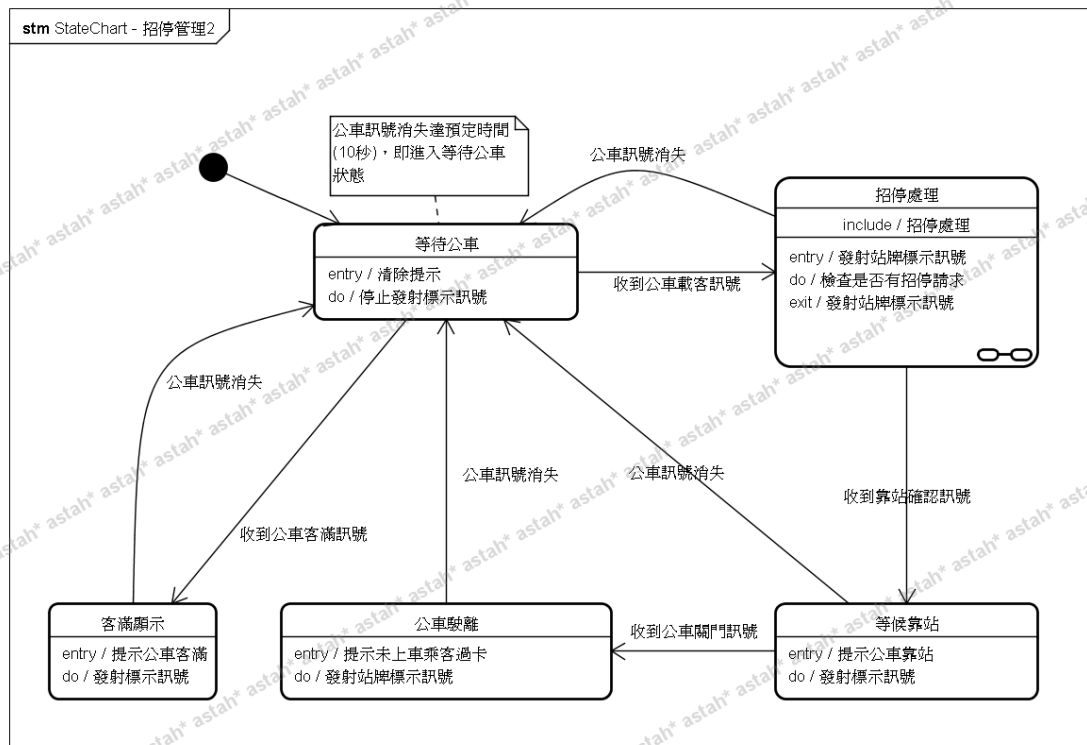 stm StateChart - 招停管理2
公車訊號消失達預定時間
(10秒),即進入等待公車
狀態
公車訊號消失
招停處理
include / 招停處理
entry / 發射站牌標示訊號
do / 檢查是否有招停請求
exit / 發射站牌標示訊號
等待公車
entry / 清除提示
do / 停止發射標示訊號
收到公車載客訊號
公車訊號消失
公車訊號消失
公車訊號消失
收到靠站確認訊號
收到公車客滿訊號
客滿顯示
entry / 提示公車客滿
do / 發射標示訊號
公車駛離
entry / 提示未上車乘客過卡
do / 發射站牌標示訊號
收到公車關門訊號
等候靠站
entry / 提示公車靠站
do / 發射標示訊號
astah* astah* astah* astah* astah* astah* astah*